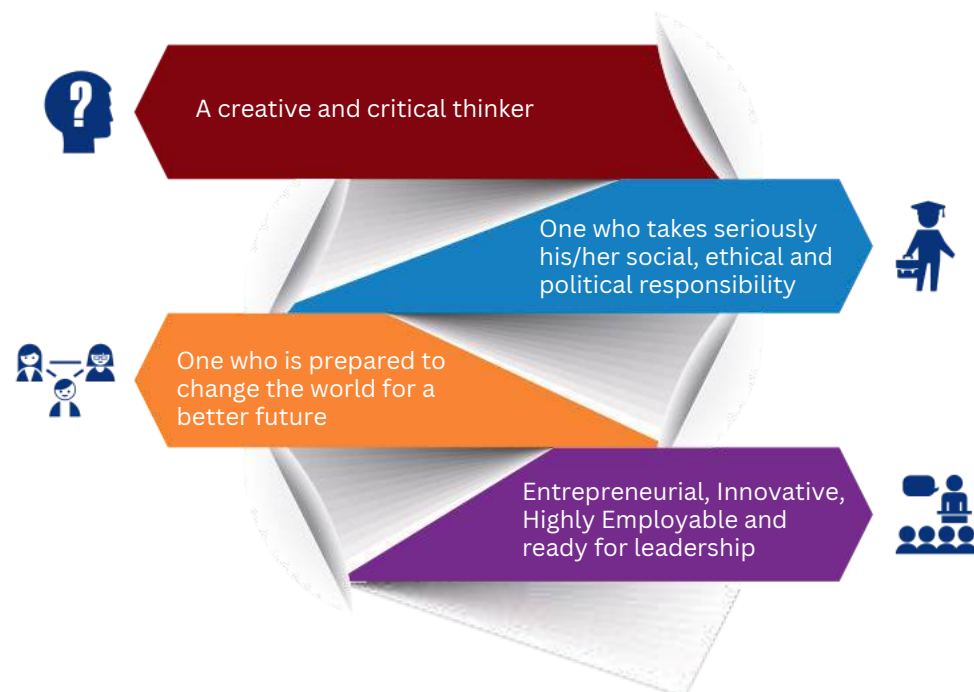 ?
A creative and critical thinker
One who takes seriously
his/her social, ethical and
political responsibility
One who is prepared to
change the world for a
better future
Entrepreneurial, Innovative,
Highly Employable and
ready for leadership